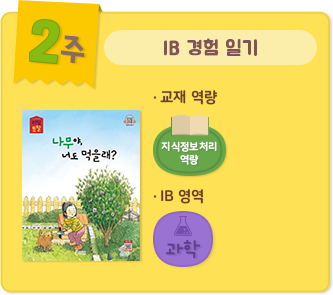 2주
IB 경험 일기
나무야,
너도 먹을래?
· 교재 역량
지식정보처리
역량
· IB 영역
과학